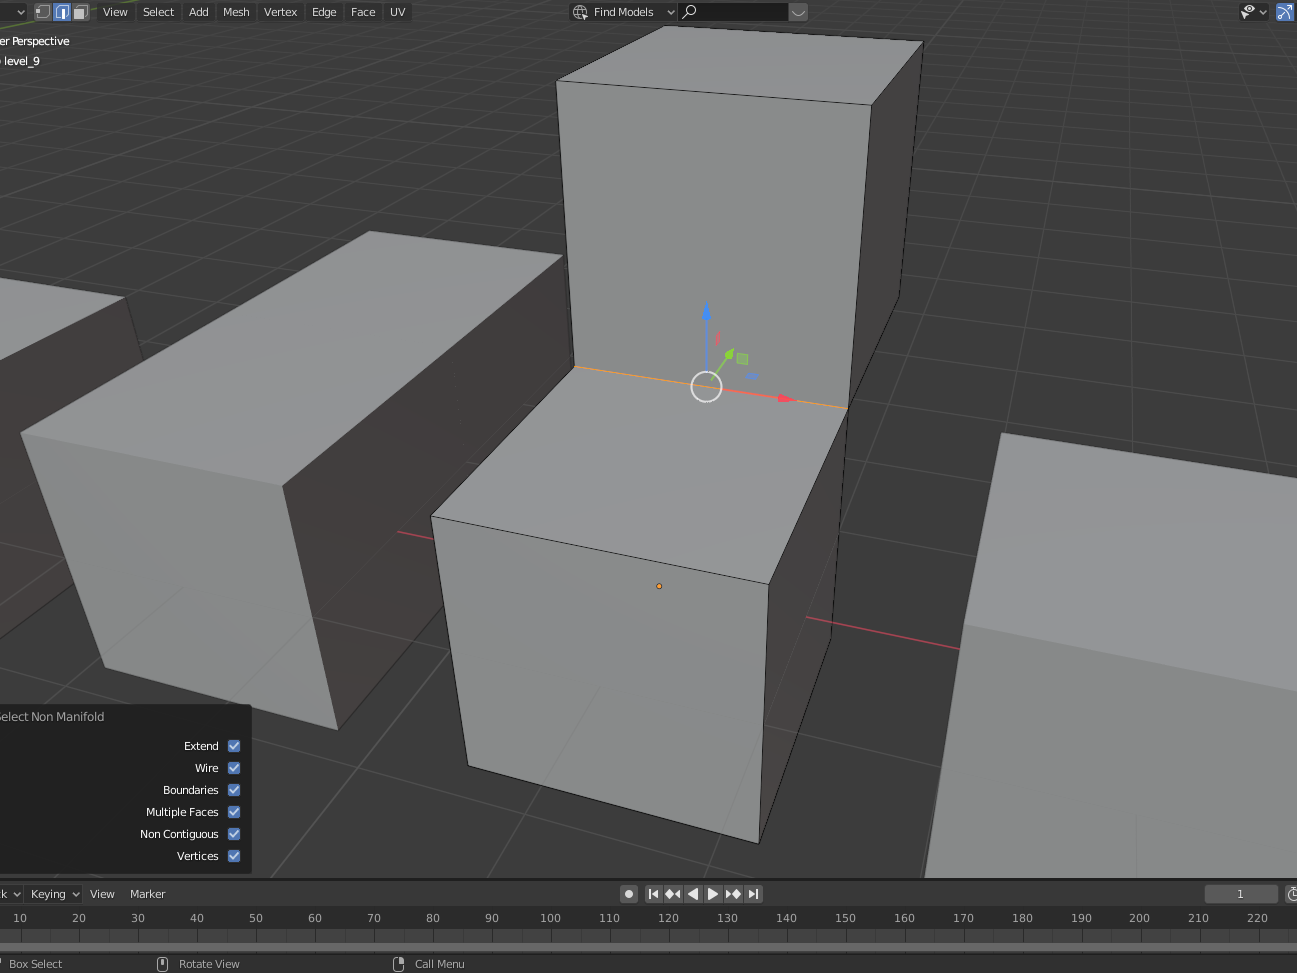 View Select Add Mesh Vertex Edge Face UV Find Models
er Perspective
level_9
elect Non Manifold
Extend
Wire
Boundaries
Multiple Faces
Non Contiguous
Vertices
ck Keying View Marker 1
10 20 30 40 50 60 70 80 90 100 110 120 130 140 150 160 170 180 190 200 210 220
Box Select Rotate View Call Menu